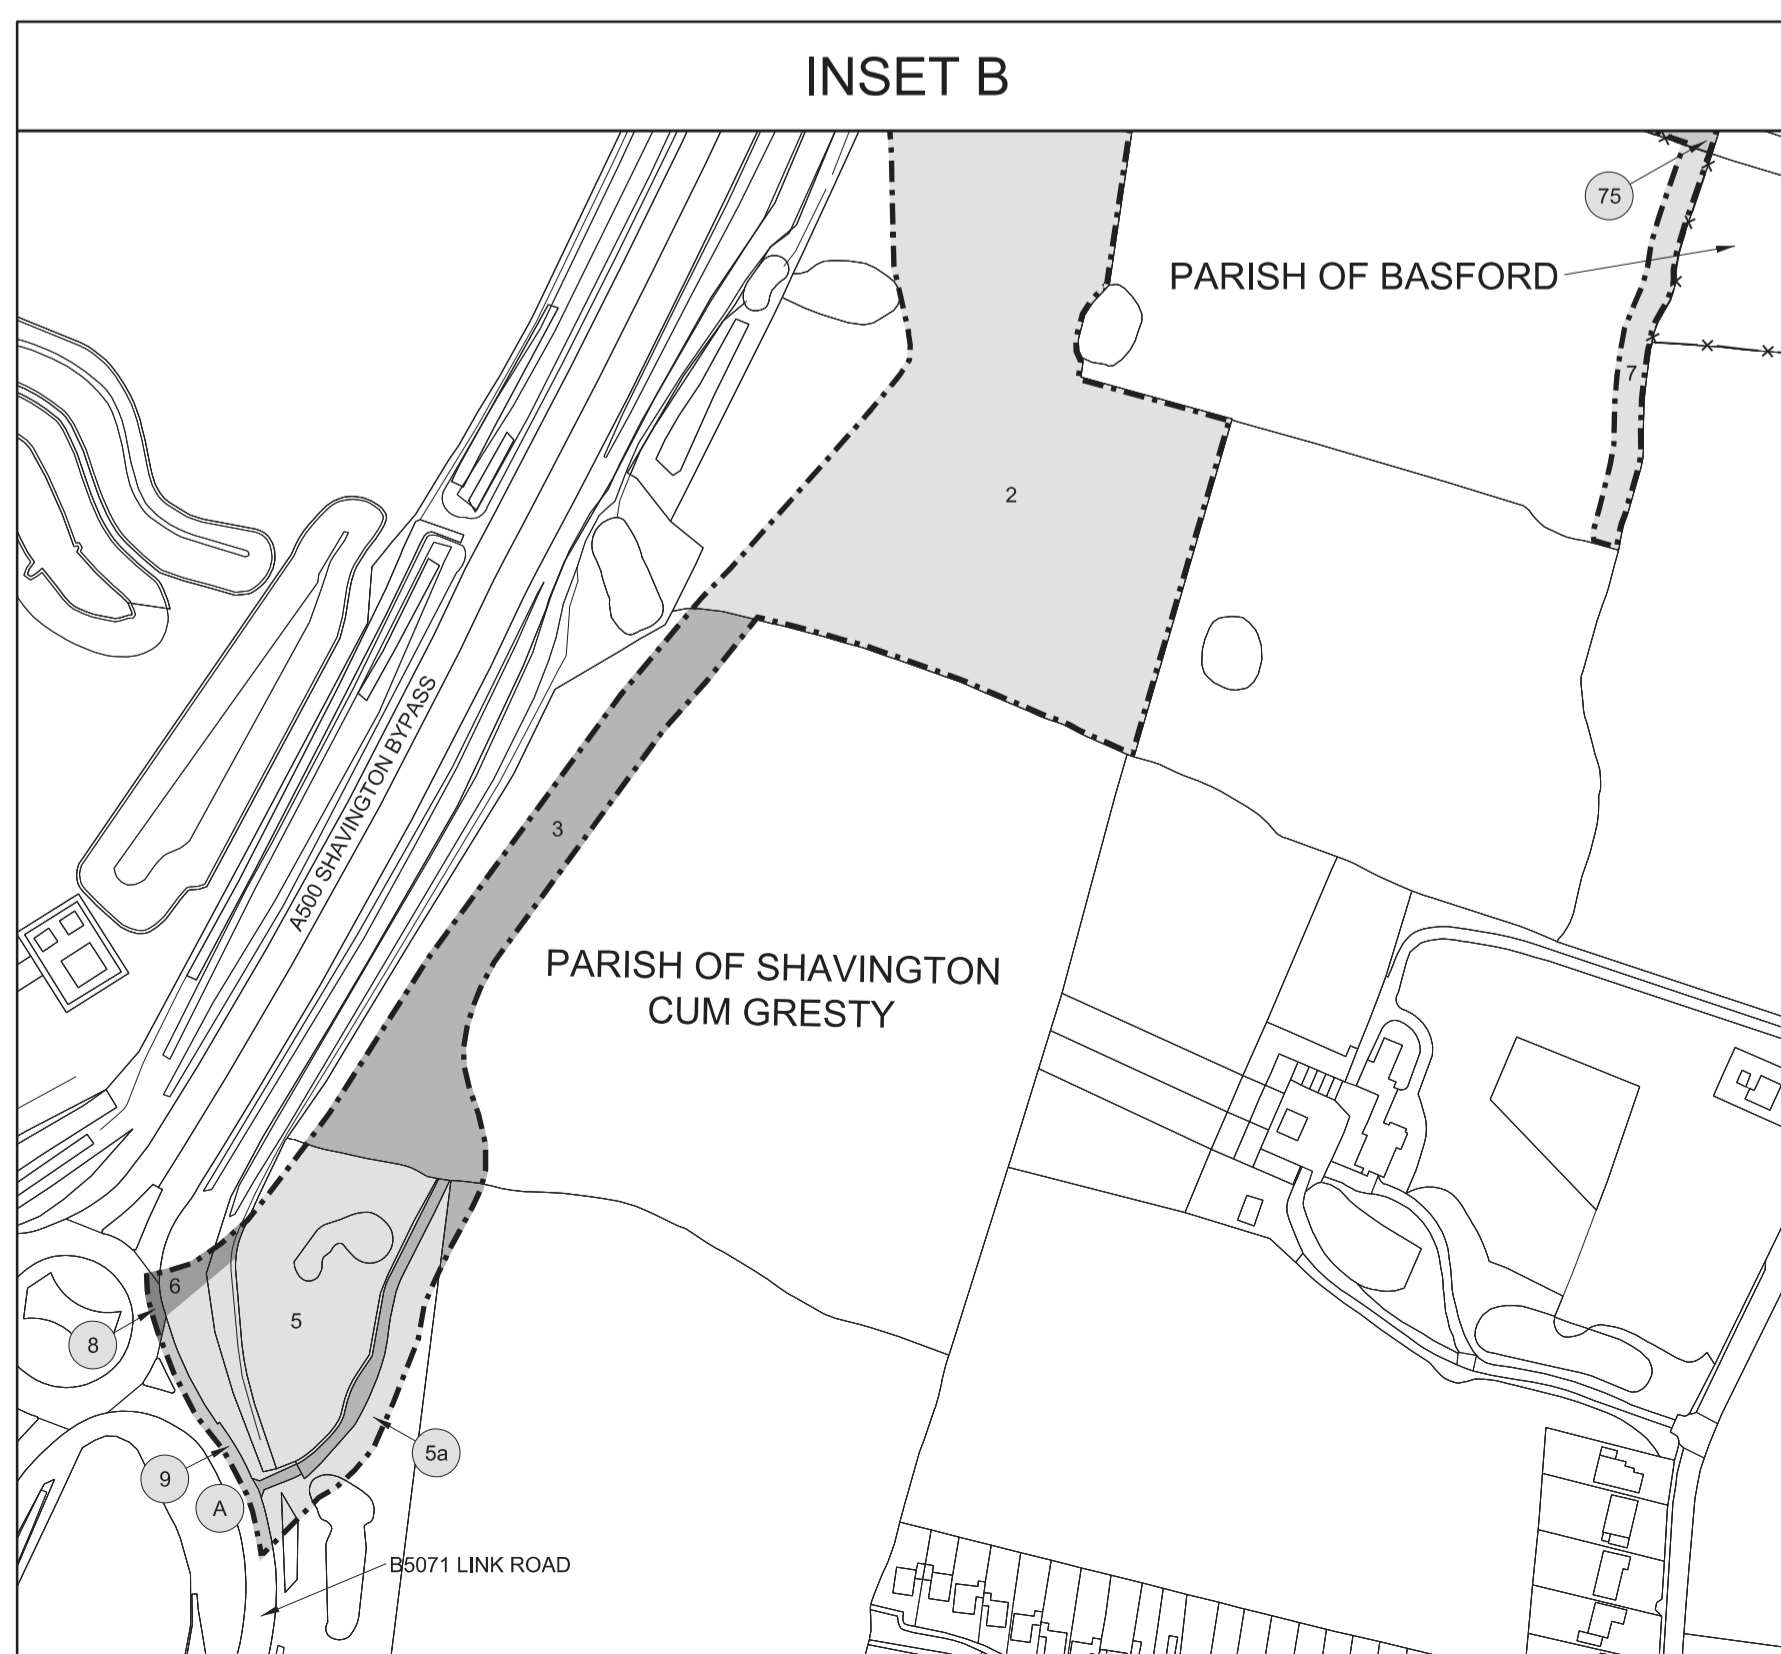 INSET B
75
PARISH OF BASFORD
7
2
A500 SHAVINGTON BYPASS
3
PARISH OF SHAVINGTON
CUM GRESTY
6
5
8
5a
9
A
B5071 LINK ROAD